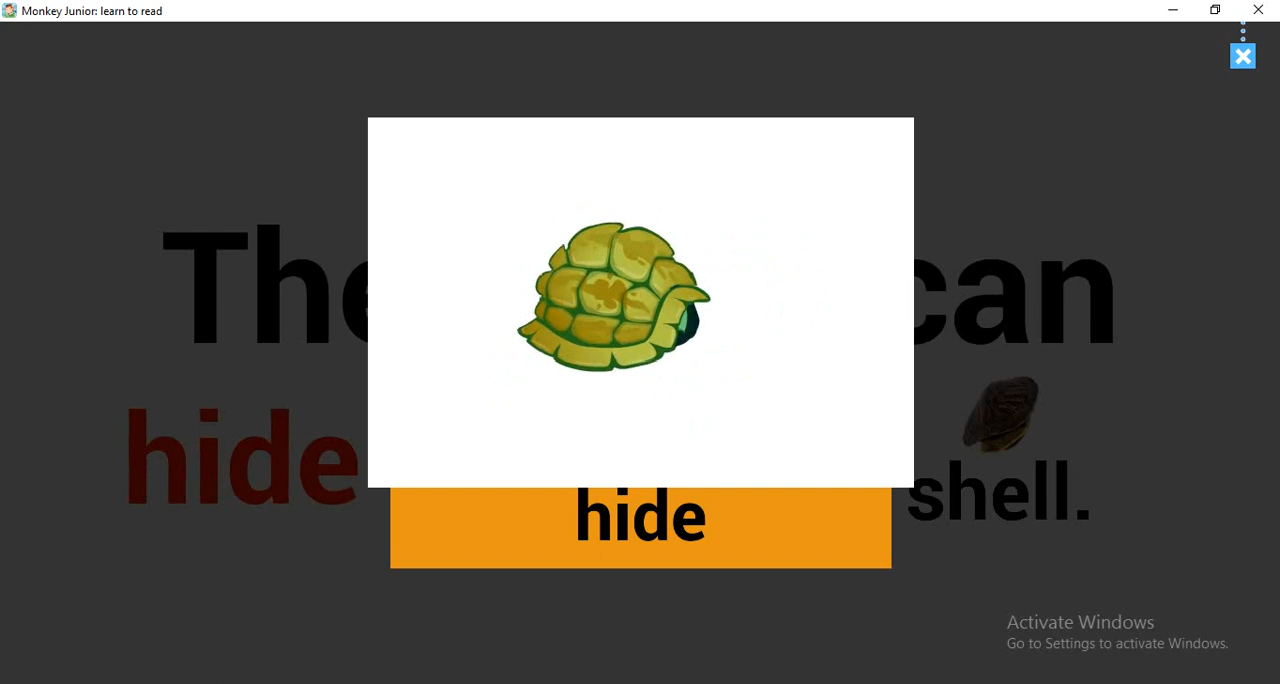 Monkey Junior: learn to read
The can
hide shell.
hide
Activate Windows
Go to Settings to activate Windows.